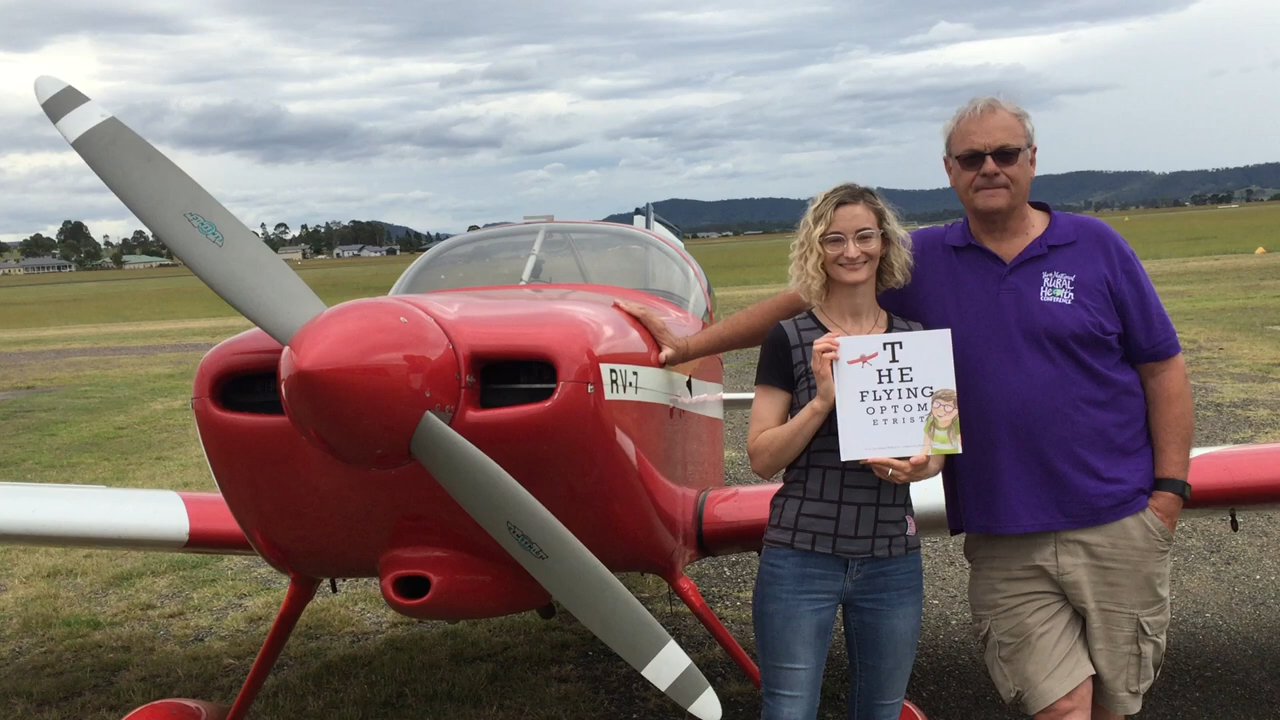 RV-7
T
HE
FLYING
OPTOM
ETRIST
RURAL
Health
CONFERENCE